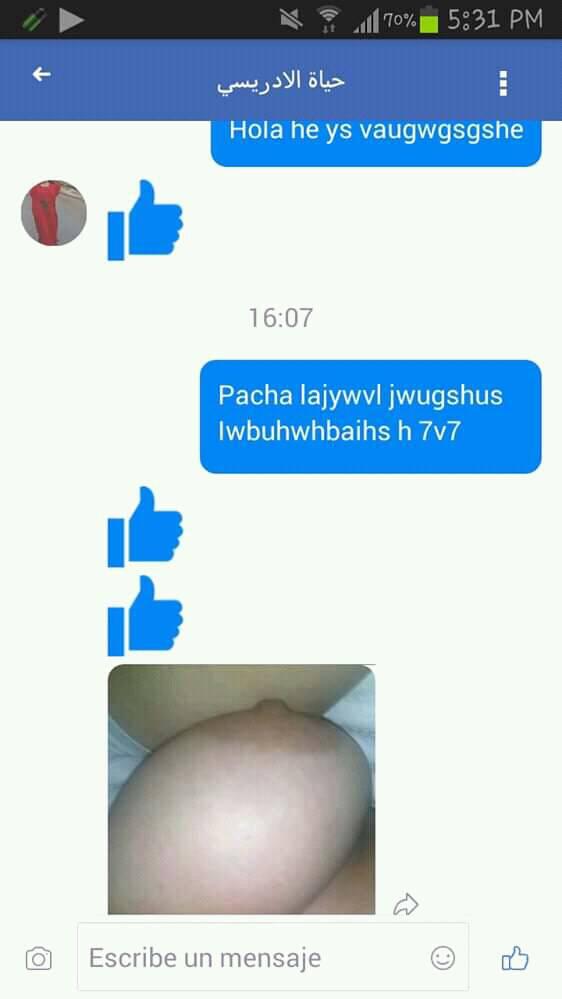 70%
5:31 PM
حياة الادريسي
Hola he ys vaugwgsgshe
16:07
Pacha lajywvl jwugshus
Iwbuhwhbaihs h 7v7
Escribe un mensaje